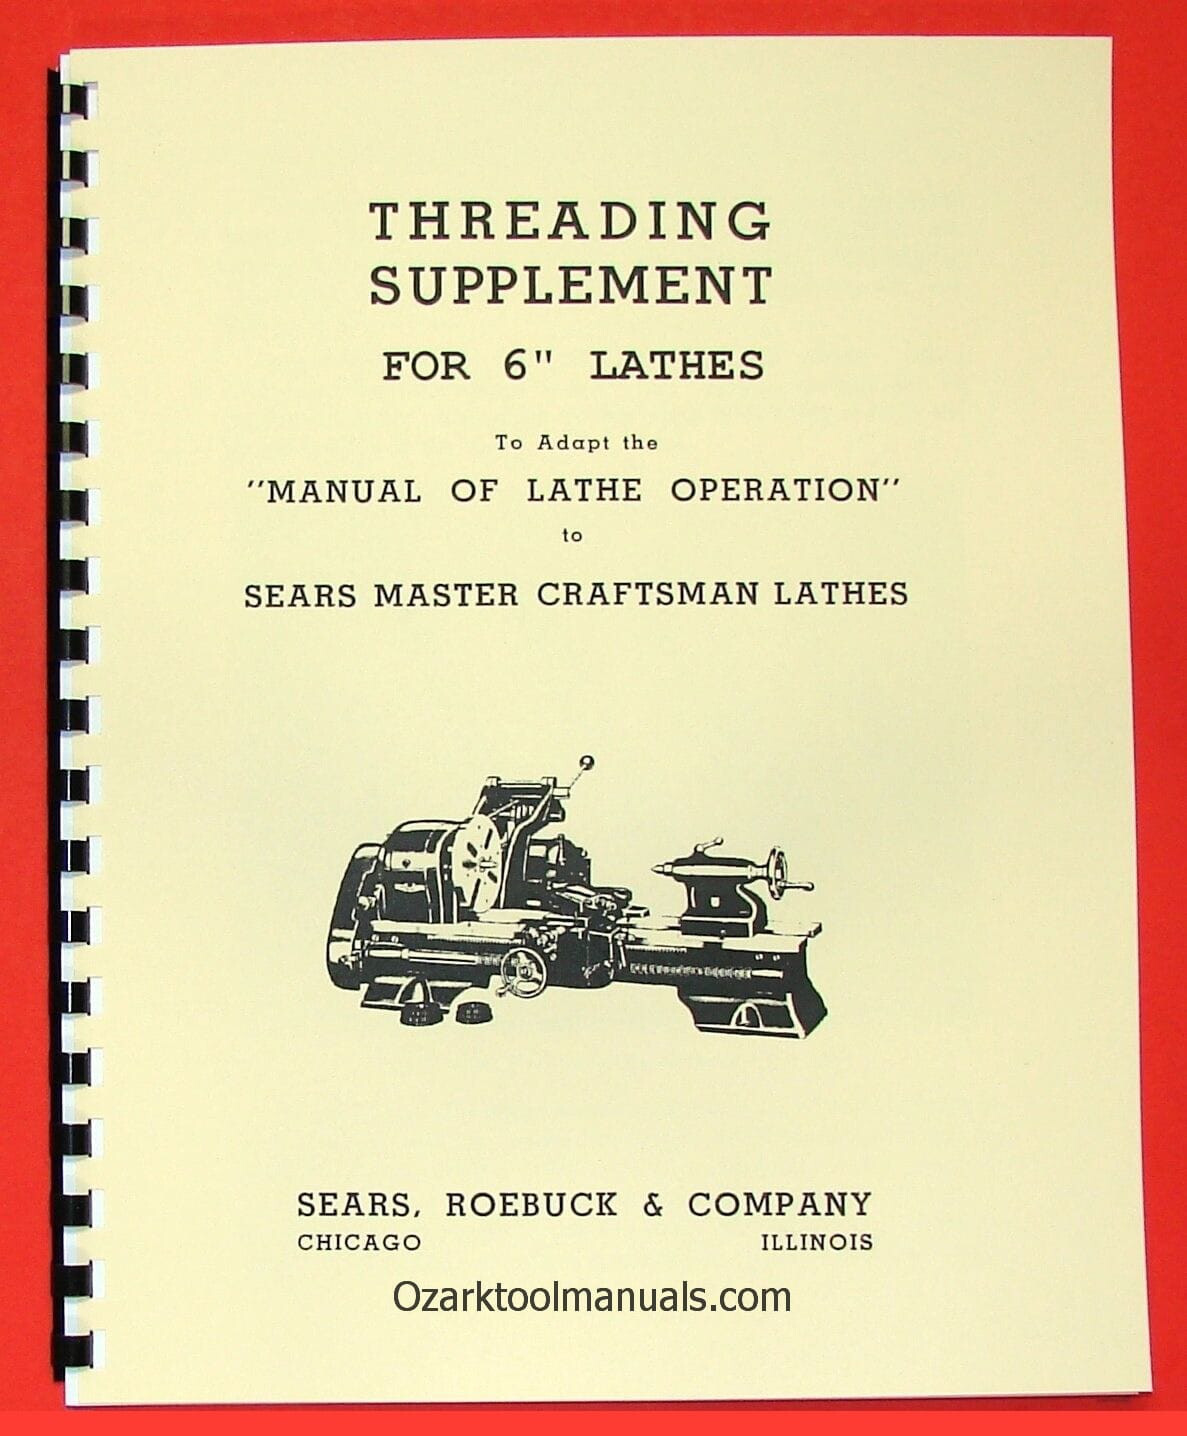 THREADING
SUPPLEMENT
FOR 6" LATHES
To Adapt the
"MANUAL OF LATHE OPERATION"
to
SEARS MASTER CRAFTSMAN LATHES
SEARS, ROEBUCK & COMPANY
CHICAGO ILLINOIS
Ozarktoolmanuals.com